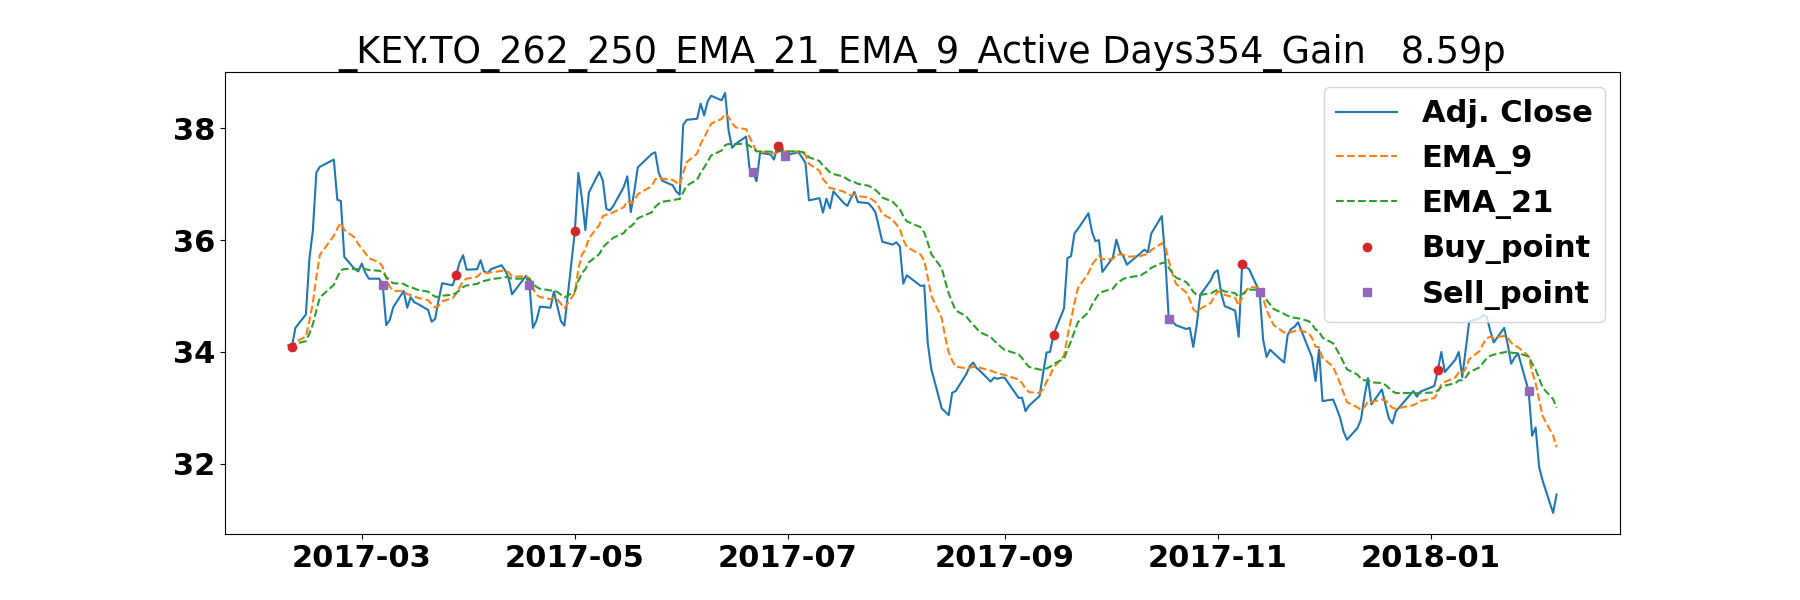 _KEY.TO_262_250_EMA_21_EMA_9_Active Days354_Gain   8.59p
Adj. Close
EMA_9
EMA_21
Buy_point
Sell_point
38
36
34
32
2017-03 2017-05 2017-07 2017-09 2017-11 2018-01